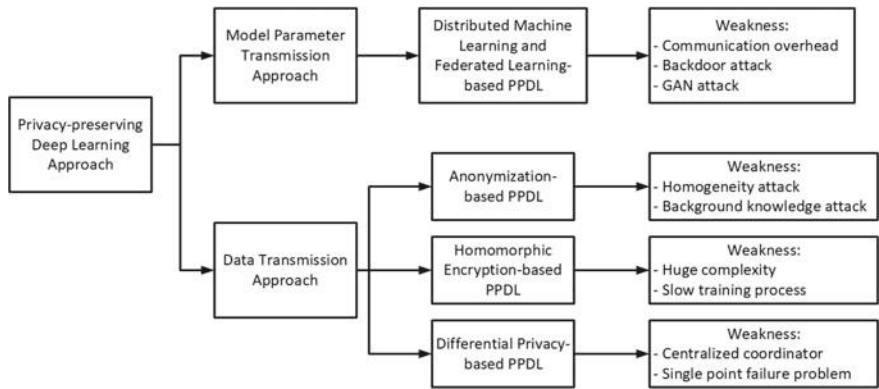 Privacy-preserving
Deep Learning
Approach
Model Parameter
Transmission
Approach
Distributed Machine
Learning and
Federated Learning-
based PPDL
Weakness:
- Communication overhead
- Backdoor attack
- GAN attack
Data Transmission
Approach
Anonymization-
based PPDL
Weakness:
- Homogeneity attack
- Background knowledge attack
Homomorphic
Encryption-based
PPDL
Weakness:
- Huge complexity
- Slow training process
Differential Privacy-
based PPDL
Weakness:
- Centralized coordinator
- Single point failure problem